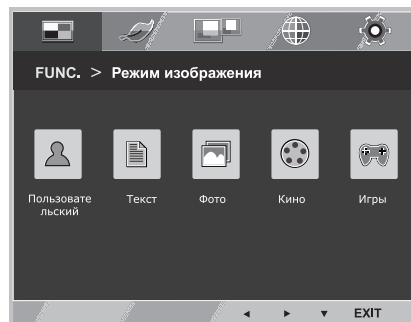 FUNC. > Режим изображения
Пользовате
льский
Текст
Фото
Кино
Игры
EXIT